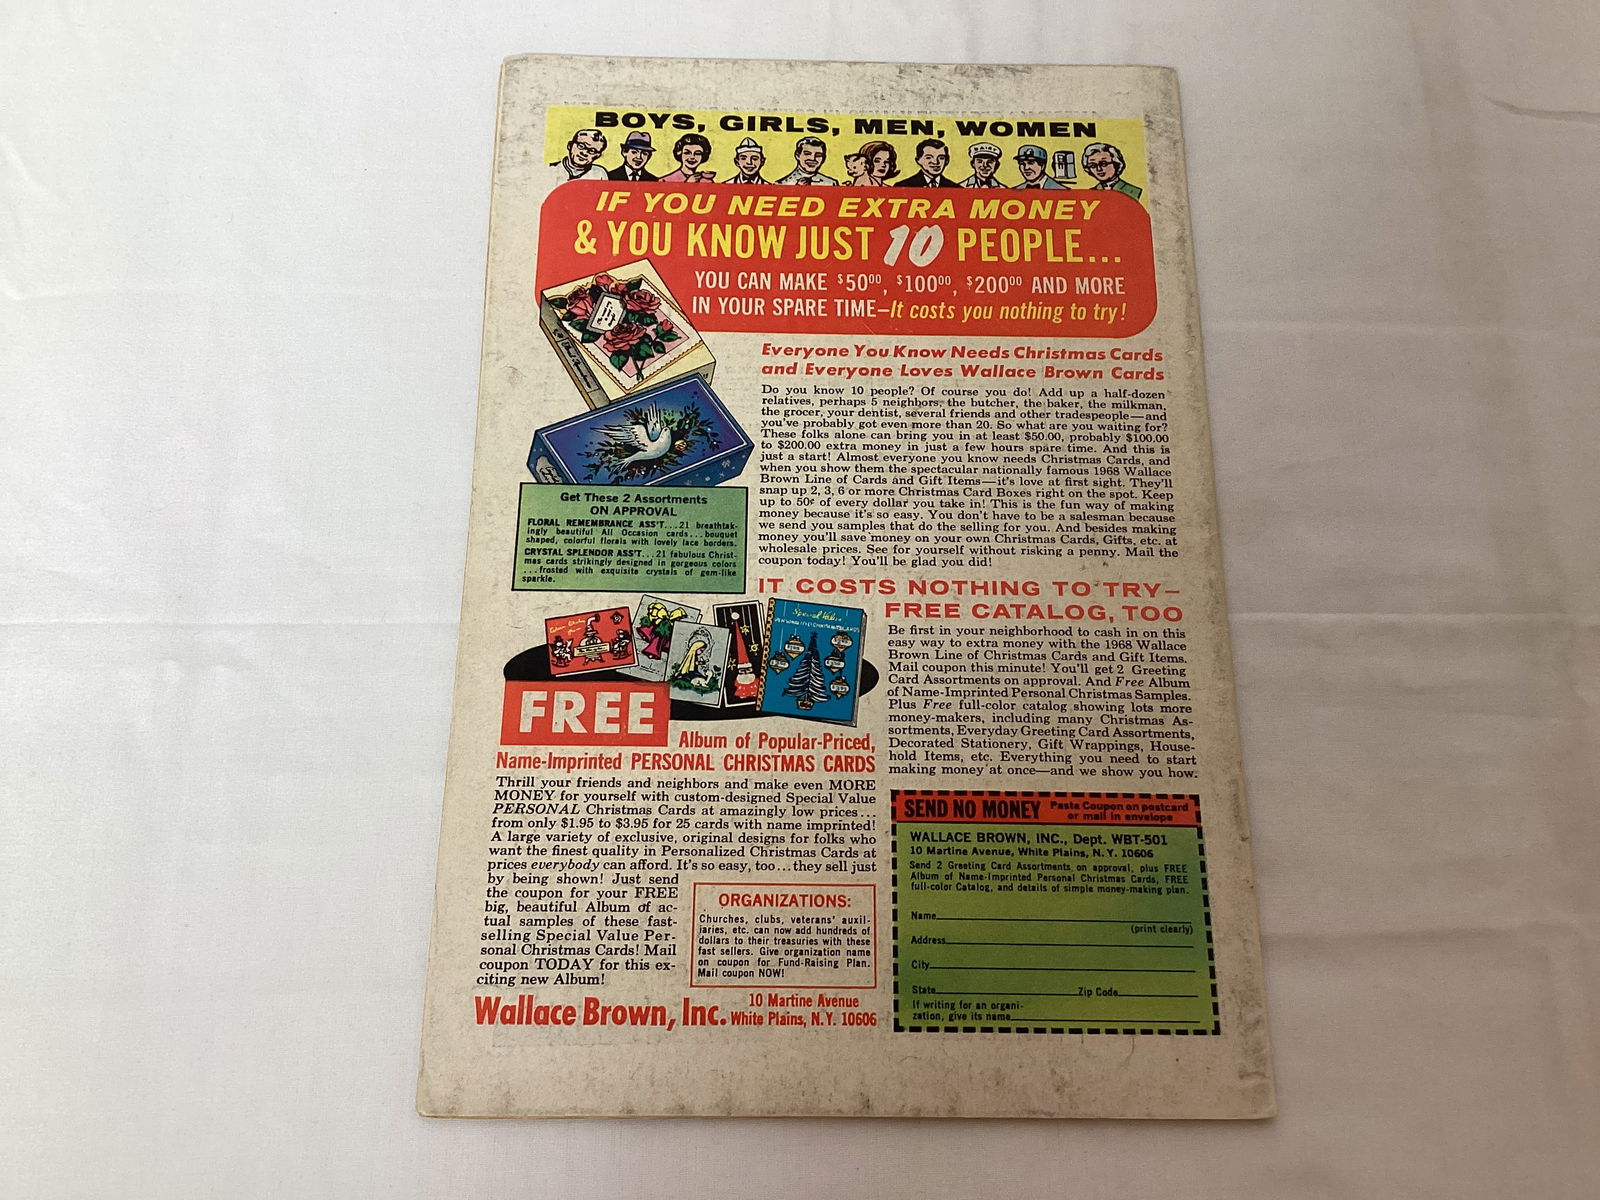 BOYS, GIRLS, MEN, WOMEN
DAIRY
IF YOU NEED EXTRA MONEY
& YOU KNOW JUST 10 PEOPLE...
YOU CAN MAKE $50⁰⁰, $100⁰⁰, $200⁰⁰ AND MORE
IN YOUR SPARE TIME—It costs you nothing to try!
Everyone You Know Needs Christmas Cards
and Everyone Loves Wallace Brown Cards
Do you know 10 people? Of course you do! Add up a half-dozen
relatives, perhaps 5 neighbors, the butcher, the baker, the milkman,
the grocer, your dentist, several friends and other tradespeople—and
you've probably got even more than 20. So what are you waiting for?
These folks alone can bring you in at least $50.00, probably $100.00
to $200.00 extra money in just a few hours spare time. And this is
just a start! Almost everyone you know needs Christmas Cards, and
when you show them the spectacular nationally famous 1968 Wallace
Brown Line of Cards and Gift Items—it's love at first sight. They'll
snap up 2, 3, 6 or more Christmas Card Boxes right on the spot. Keep
up to 50¢ of every dollar you take in! This is the fun way of making
money because it's so easy. You don't have to be a salesman because
we send you samples that do the selling for you. And besides making
money you'll save money on your own Christmas Cards, Gifts, etc. at
wholesale prices. See for yourself without risking a penny. Mail the
coupon today! You'll be glad you did!
Get These 2 Assortments
ON APPROVAL
FLORAL REMEMBRANCE ASS'T...21 breathtak-
ingly beautiful All Occasion cards...bouquet
shaped, colorful florals with lovely lace borders.
CRYSTAL SPLENDOR ASS'T...21 fabulous Christ-
mas cards strikingly designed in gorgeous colors
...frosted with exquisite crystals of gem-like
sparkle.
IT COSTS NOTHING TO TRY—
FREE CATALOG, TOO
Be first in your neighborhood to cash in on this
easy way to extra money with the 1968 Wallace
Brown Line of Christmas Cards and Gift Items.
Mail coupon this minute! You'll get 2 Greeting
Card Assortments on approval. And Free Album
of Name-Imprinted Personal Christmas Samples.
Plus Free full-color catalog showing lots more
money-makers, including many Christmas As-
sortments, Everyday Greeting Card Assortments,
Decorated Stationery, Gift Wrappings, House-
hold Items, etc. Everything you need to start
making money at once—and we show you how.
Special Value
FREE
Album of Popular-Priced,
Name-Imprinted PERSONAL CHRISTMAS CARDS
Thrill your friends and neighbors and make even MORE
MONEY for yourself with custom-designed Special Value
PERSONAL Christmas Cards at amazingly low prices...
from only $1.95 to $3.95 for 25 cards with name imprinted!
A large variety of exclusive, original designs for folks who
want the finest quality in Personalized Christmas Cards at
prices everybody can afford. It's so easy, too...they sell just
by being shown! Just send
the coupon for your FREE
big, beautiful Album of ac-
tual samples of these fast-
selling Special Value Per-
sonal Christmas Cards! Mail
coupon TODAY for this ex-
citing new Album!
ORGANIZATIONS:
Churches, clubs, veterans' auxil-
iaries, etc. can now add hundreds of
dollars to their treasuries with these
fast sellers. Give organization name
on coupon for Fund-Raising Plan.
Mail coupon NOW!
Wallace Brown, Inc. 10 Martine Avenue
White Plains, N.Y. 10606
SEND NO MONEY Paste Coupon on postcard
or mail in envelope
WALLACE BROWN, INC., Dept. WBT-501
10 Martine Avenue, White Plains, N.Y. 10606
Send 2 Greeting Card Assortments on approval, plus FREE
Album of Name-Imprinted Personal Christmas Cards, FREE
full-color Catalog, and details of simple money-making plan.
Name
(print clearly)
Address
City
State Zip Code
If writing for an organi-
zation, give its name